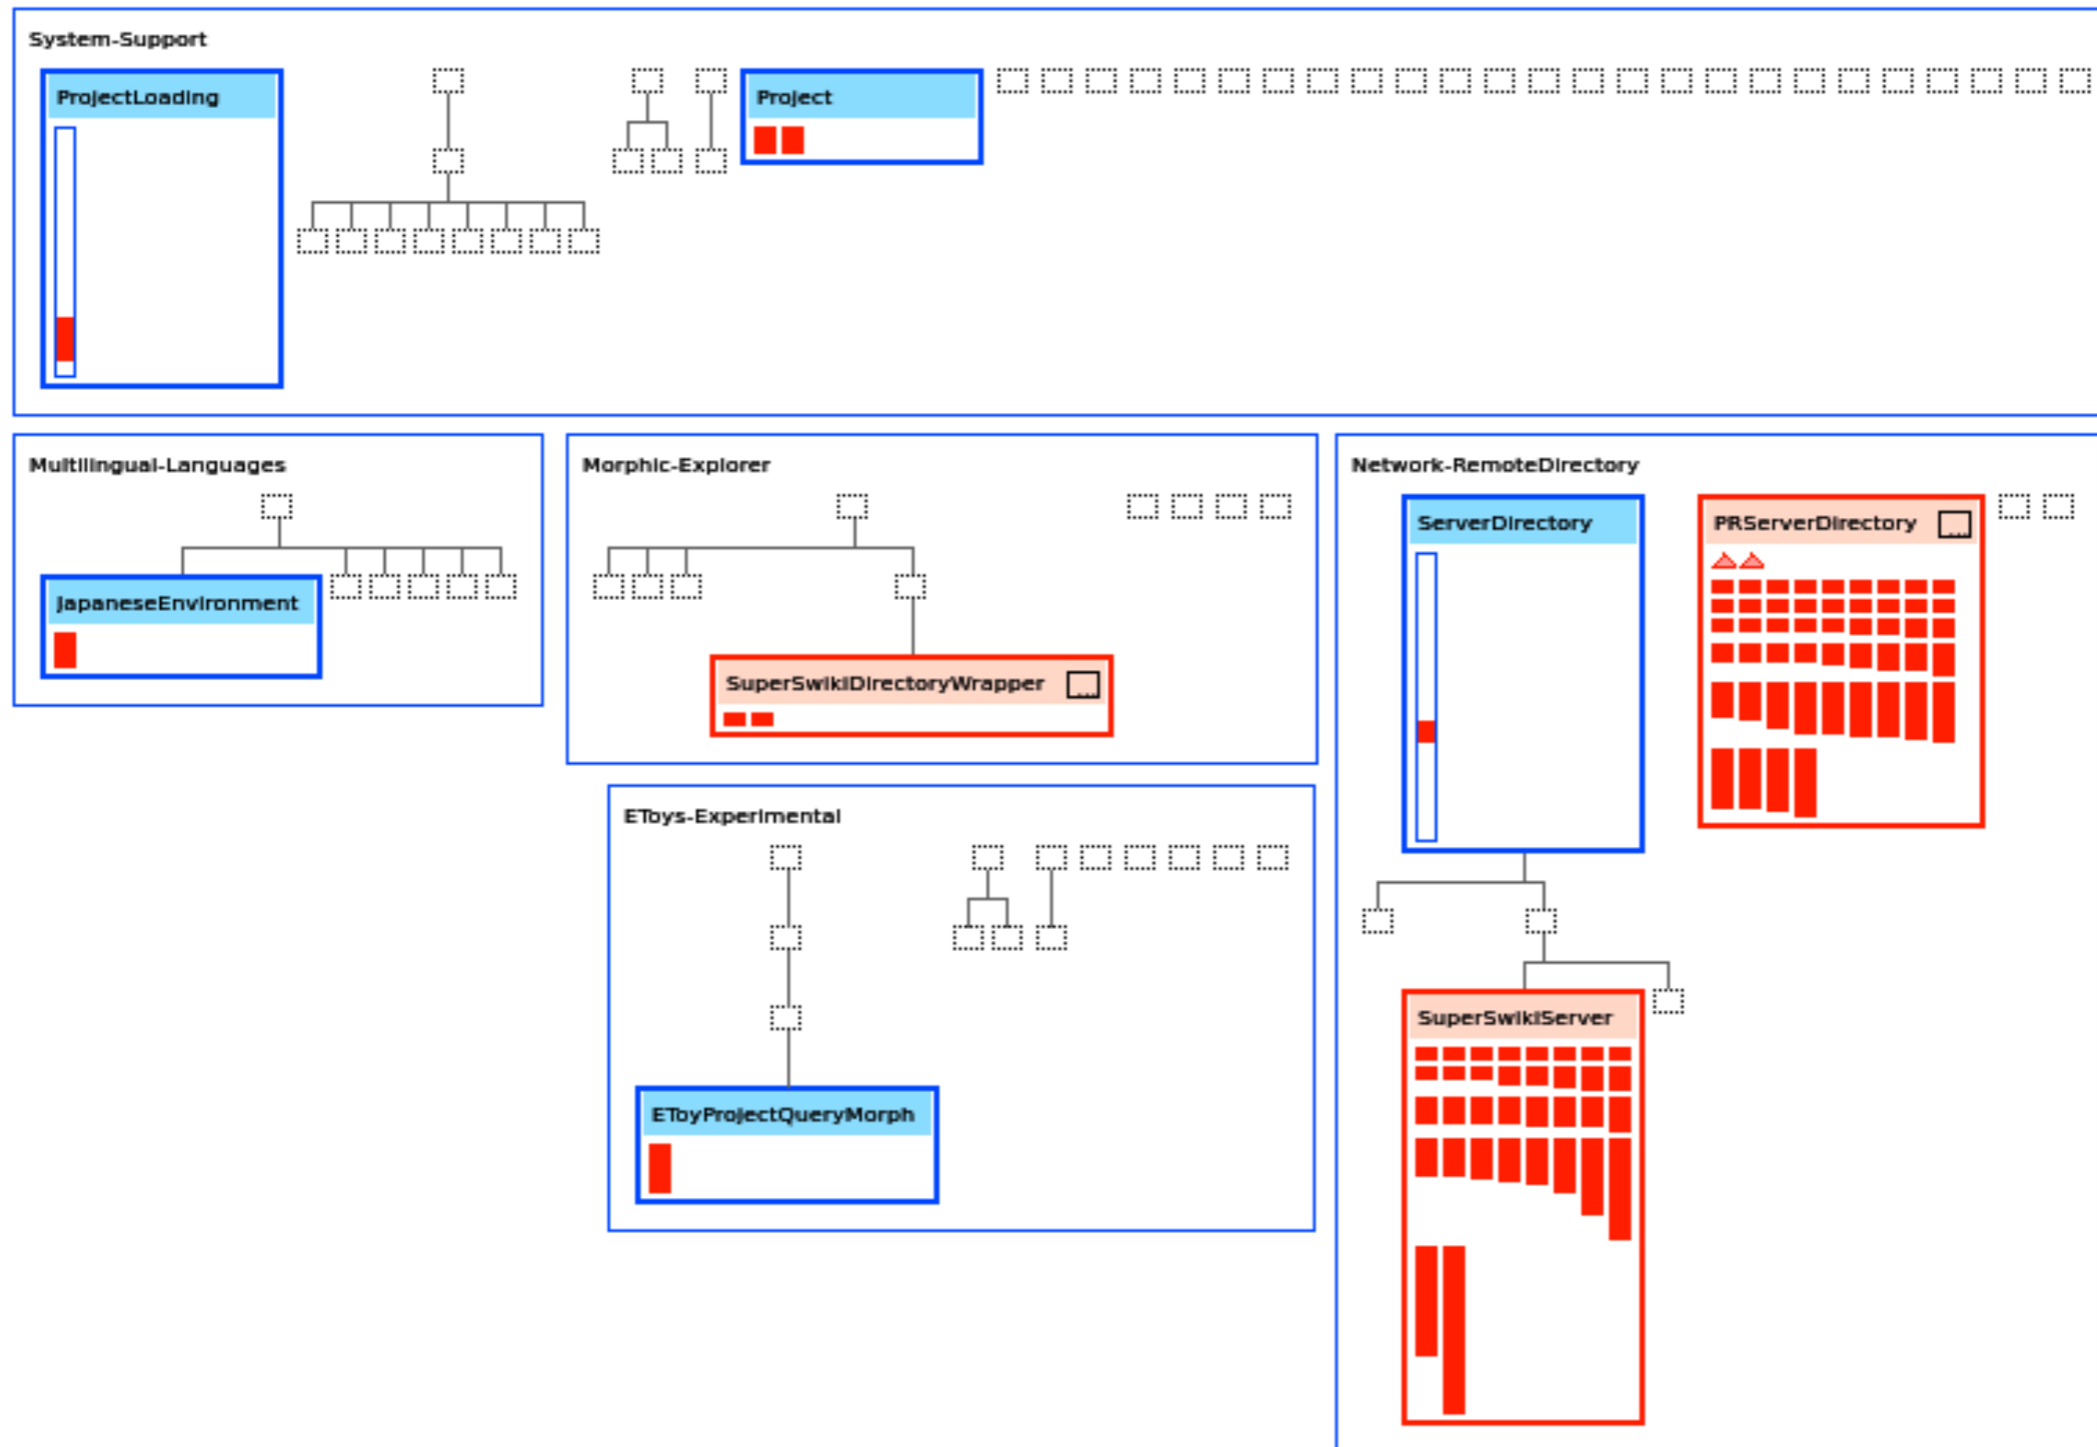 System-Support
ProjectLoading
Project
Multilingual-Languages
JapaneseEnvironment
Morphic-Explorer
SuperSwikiDirectoryWrapper
Network-RemoteDirectory
ServerDirectory
PRServerDirectory
EToys-Experimental
EToyProjectQueryMorph
SuperSwikiServer